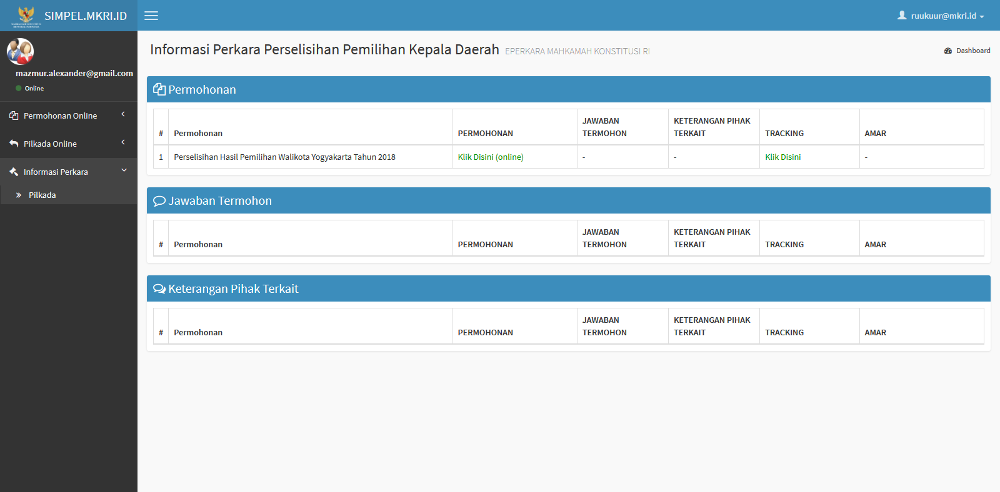 SIMPEL.MKRI.ID
ruukuur@mkri.id
mazmur.alexander@gmail.com
Online
Permohonan Online
Pilkada Online
Informasi Perkara
Pilkada
Informasi Perkara Perselisihan Pemilihan Kepala Daerah EPERKARA MAHKAMAH KONSTITUSI RI
Dashboard
Permohonan
# Permohonan PERMOHONAN JAWABAN TERMOHON KETERANGAN PIHAK TERKAIT TRACKING AMAR
1 Perselisihan Hasil Pemilihan Walikota Yogyakarta Tahun 2018 Klik Disini (online) - - Klik Disini -
Jawaban Termohon
# Permohonan PERMOHONAN JAWABAN TERMOHON KETERANGAN PIHAK TERKAIT TRACKING AMAR
Keterangan Pihak Terkait
# Permohonan PERMOHONAN JAWABAN TERMOHON KETERANGAN PIHAK TERKAIT TRACKING AMAR